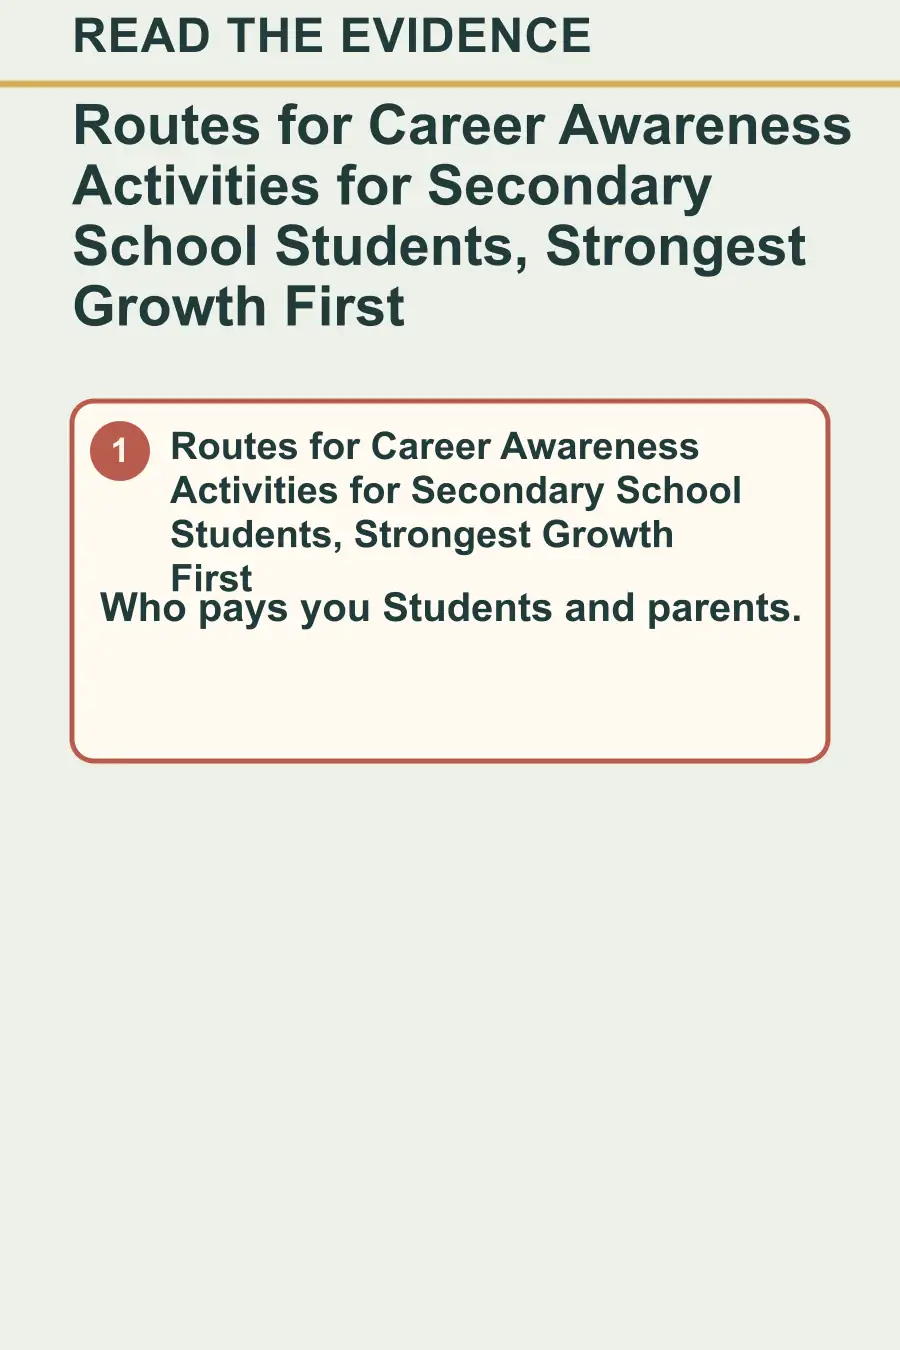 READ THE EVIDENCE
Routes for Career Awareness
Activities for Secondary
School Students, Strongest
Growth First
1
Routes for Career Awareness
Activities for Secondary School
Students, Strongest Growth
First
Who pays you Students and parents.